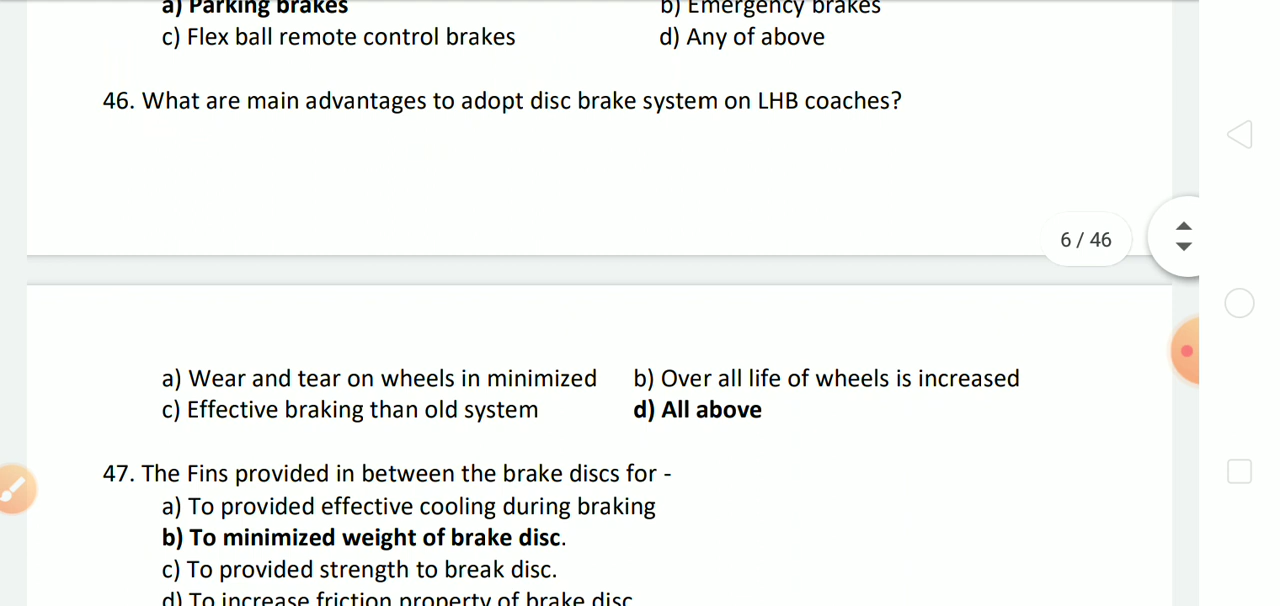 a) Parking brakes b) Emergency brakes
c) Flex ball remote control brakes d) Any of above
46. What are main advantages to adopt disc brake system on LHB coaches?
6 / 46
a) Wear and tear on wheels in minimized b) Over all life of wheels is increased
c) Effective braking than old system d) All above
47. The Fins provided in between the brake discs for -
a) To provided effective cooling during braking
b) To minimized weight of brake disc.
c) To provided strength to break disc.
d) To increase friction property of brake disc